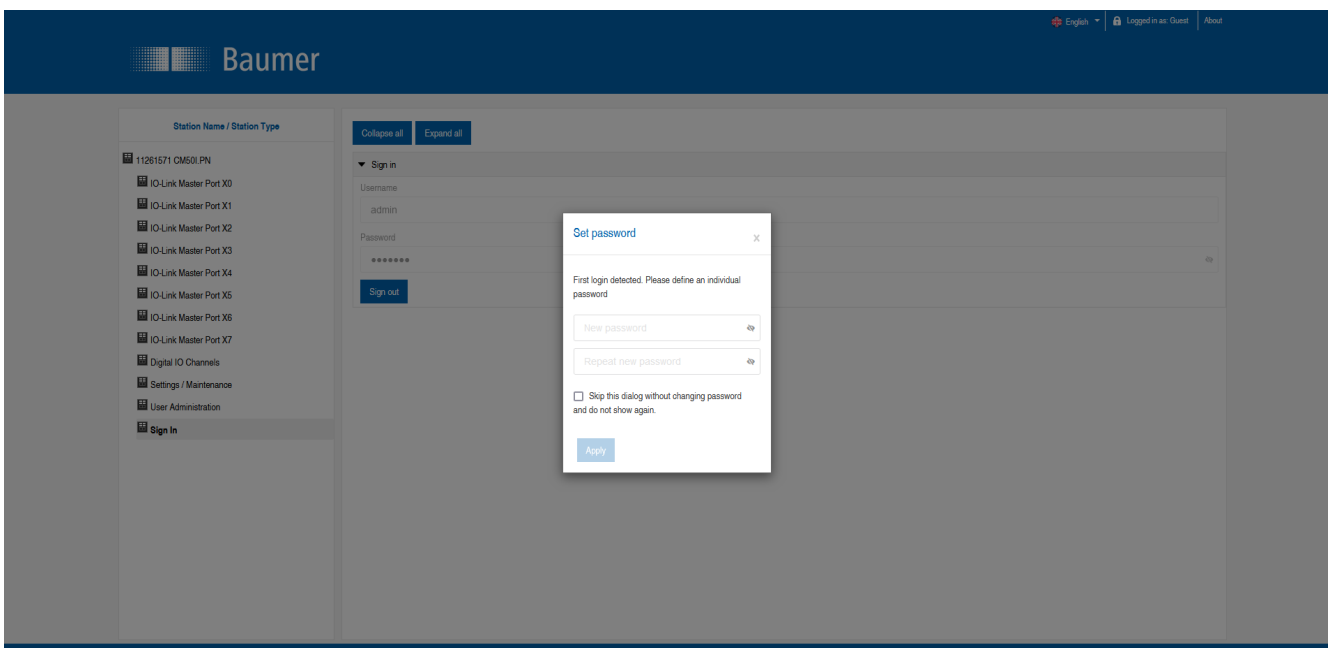 English
Logged in as: Guest
About
Baumer
Station Name / Station Type
11261571 CM50I.PN
IO-Link Master Port X0
IO-Link Master Port X1
IO-Link Master Port X2
IO-Link Master Port X3
IO-Link Master Port X4
IO-Link Master Port X5
IO-Link Master Port X6
IO-Link Master Port X7
Digital IO Channels
Settings / Maintenance
User Administration
Sign In
Collapse all
Expand all
Sign in
Username
admin
Password
•••••••
Sign out
Set password
x
First login detected. Please define an individual
password
New password
Repeat new password
Skip this dialog without changing password
and do not show again.
Apply